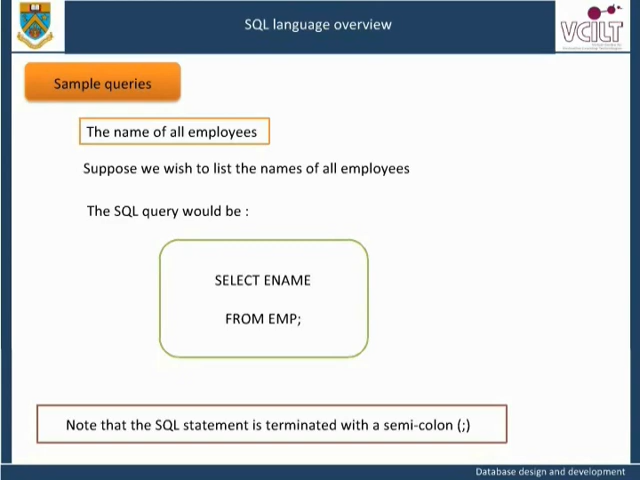 SQL language overview
VCILT
Sample queries
The name of all employees
Suppose we wish to list the names of all employees
The SQL query would be :
SELECT ENAME
FROM EMP;
Note that the SQL statement is terminated with a semi-colon (;)
Database design and development